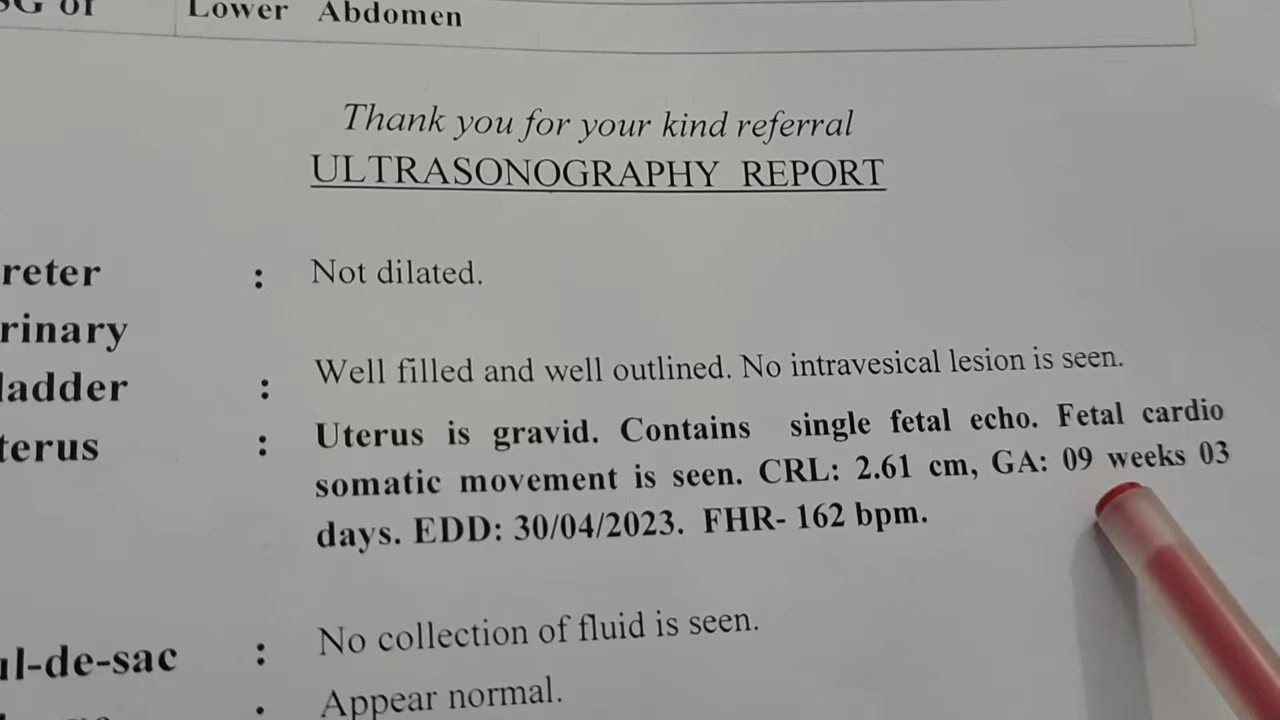 Lower Abdomen
Thank you for your kind referral
ULTRASONOGRAPHY REPORT
reter : Not dilated.
rinary
ladder : Well filled and well outlined. No intravesical lesion is seen.
terus : Uterus is gravid. Contains single fetal echo. Fetal cardio
somatic movement is seen. CRL: 2.61 cm, GA: 09 weeks 03
days. EDD: 30/04/2023. FHR- 162 bpm.
ul-de-sac : No collection of fluid is seen.
: Appear normal.